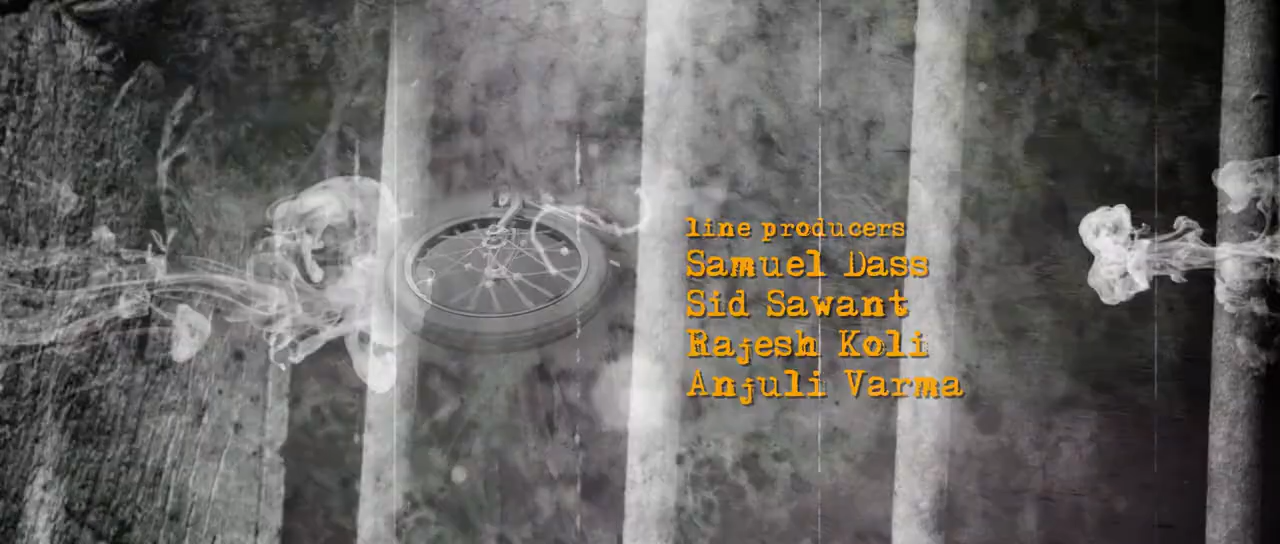 line producers
Samuel Dass
Sid Sawant
Rajesh Koli
Anjuli Varma